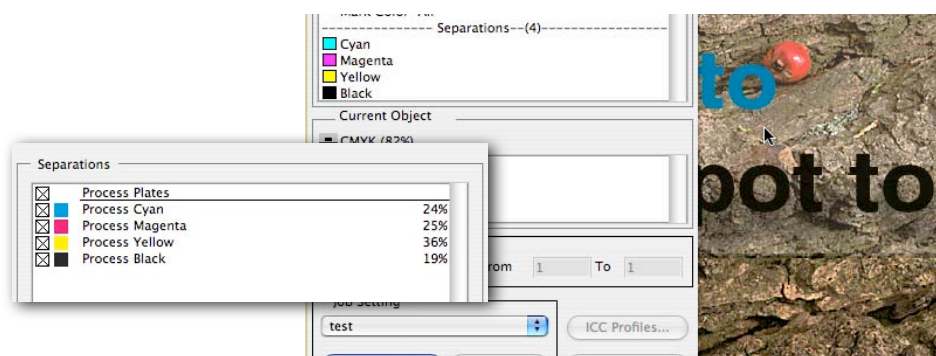 Mark Color--All
Separations--(4)
Cyan
Magenta
Yellow
Black
Current Object
CMYK (82%)
Separations
Process Plates
Process Cyan 24%
Process Magenta 25%
Process Yellow 36%
Process Black 19%
rom 1 To 1
Job Setting
test
ICC Profiles...
to
pot to